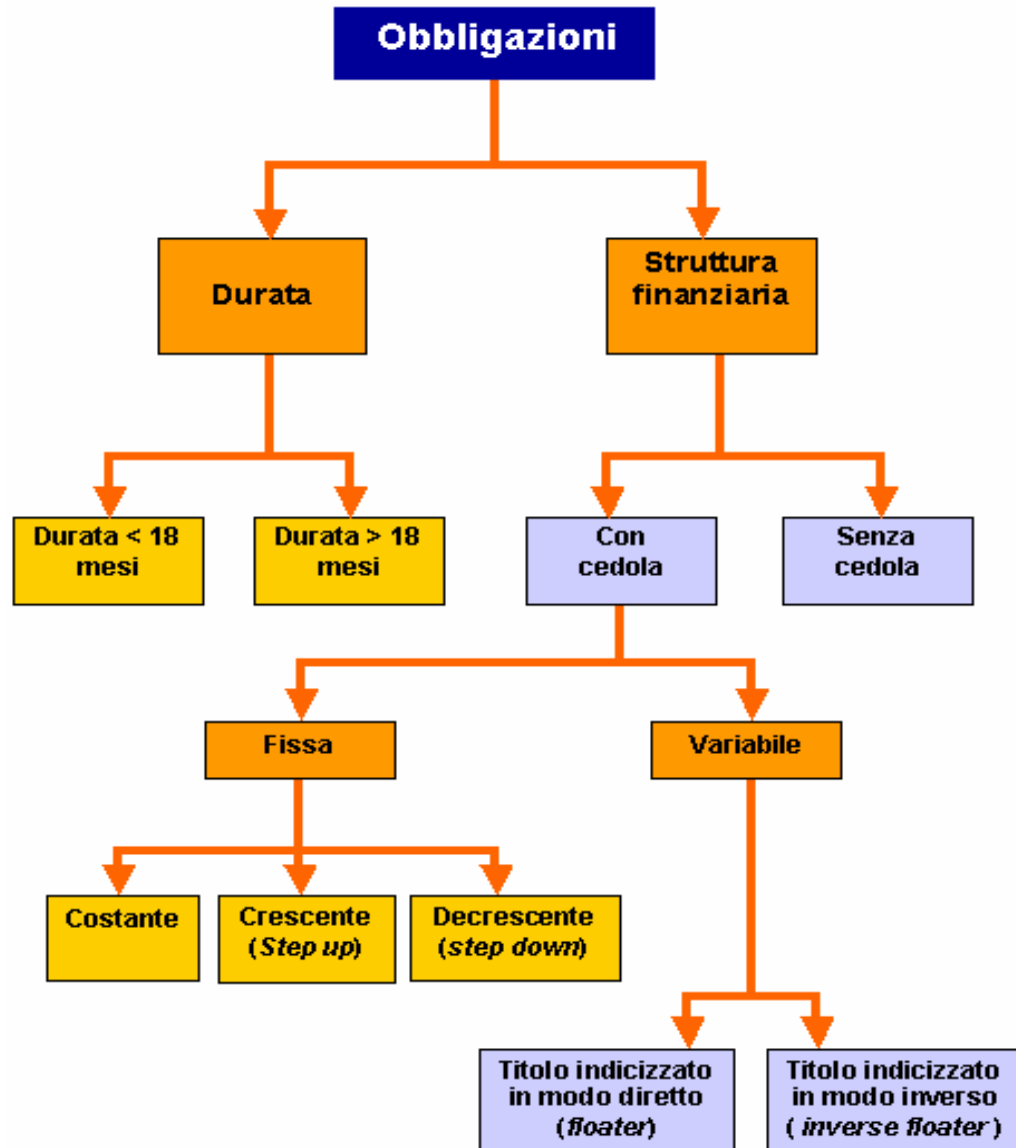 Obbligazioni
Durata
Struttura
finanziaria
Durata < 18
mesi
Durata > 18
mesi
Con
cedola
Senza
cedola
Fissa
Variabile
Costante
Crescente
(Step up)
Decrescente
(step down)
Titolo indicizzato
in modo diretto
(floater)
Titolo indicizzato
in modo inverso
( inverse floater )